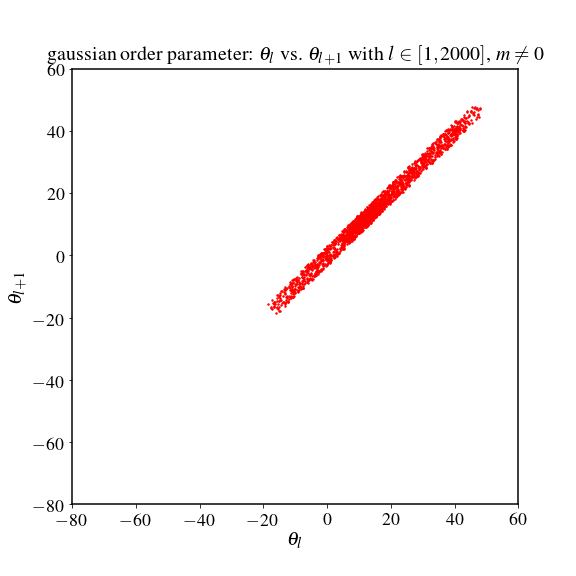 gaussian order parameter: θ_l vs. θ_{l+1} with l ∈ [1,2000], m ≠ 0
60
40
20
0
−20
−40
−60
−80
θ_{l+1}
−80 −60 −40 −20 0 20 40 60
θ_l